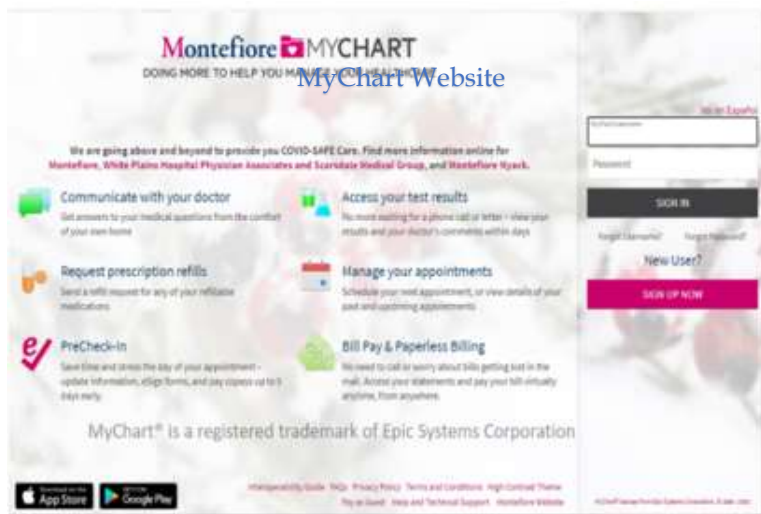 Montefiore MYCHART
DOING MORE TO HELP YOU MANAGE YOUR HEALTHCARE
MyChart Website
Ver en Español
We are going above and beyond to provide you COVID-SAFE Care. Find more information online for
Montefiore, White Plains Hospital Physician Associates and Scarsdale Medical Group, and Montefiore Nyack.
Communicate with your doctor
Get answers to your medical questions from the comfort
of your own home
Access your test results
No more waiting for a phone call or letter – view your
results and your doctor's comments within days
Request prescription refills
Send a refill request for any of your refillable
medications
Manage your appointments
Schedule your next appointment, or view details of your
past and upcoming appointments
PreCheck-In
Save time and stress the day of your appointment –
update information, eSign forms, and pay copays up to
days early.
Bill Pay & Paperless Billing
No need to call or worry about bills getting lost in the
mail. Access your statements and pay your bill virtually
anytime, from anywhere.
MyChart® is a registered trademark of Epic Systems Corporation
Password
SIGN IN
Forgot Username? Forgot Password?
New User?
SIGN UP NOW
Download on the
App Store
GET IT ON
Google Play
Interoperability Guide FAQs Privacy Policy Terms and Conditions High Contrast Theme
Pay as Guest Help and Technical Support Montefiore Website